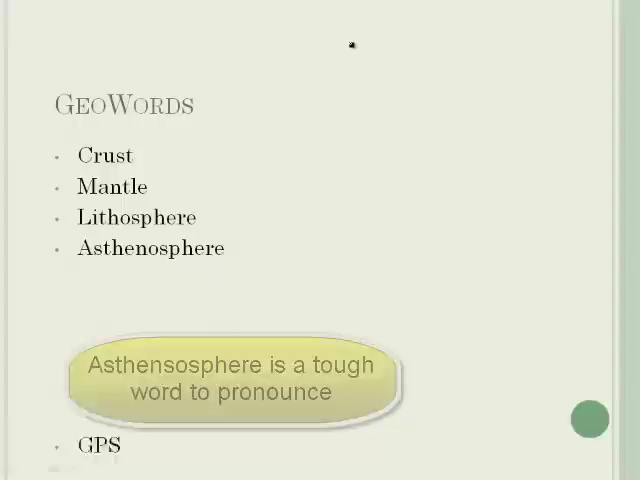 GeoWords
• Crust
• Mantle
• Lithosphere
• Asthenosphere
Asthensosphere is a tough
word to pronounce
• GPS